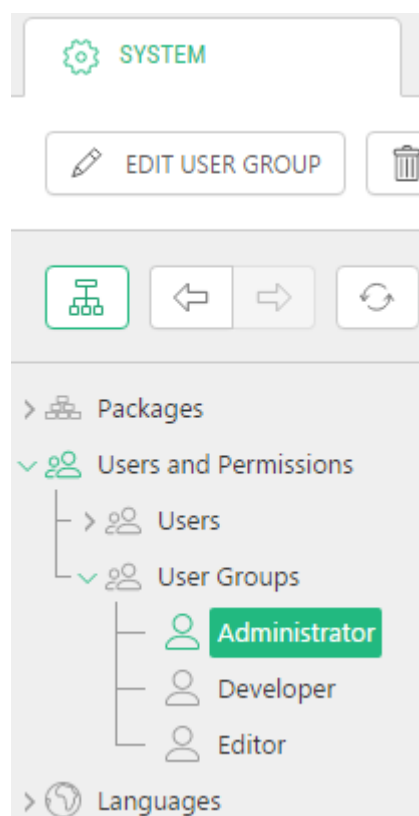 SYSTEM
EDIT USER GROUP
Packages
Users and Permissions
Users
User Groups
Administrator
Developer
Editor
Languages